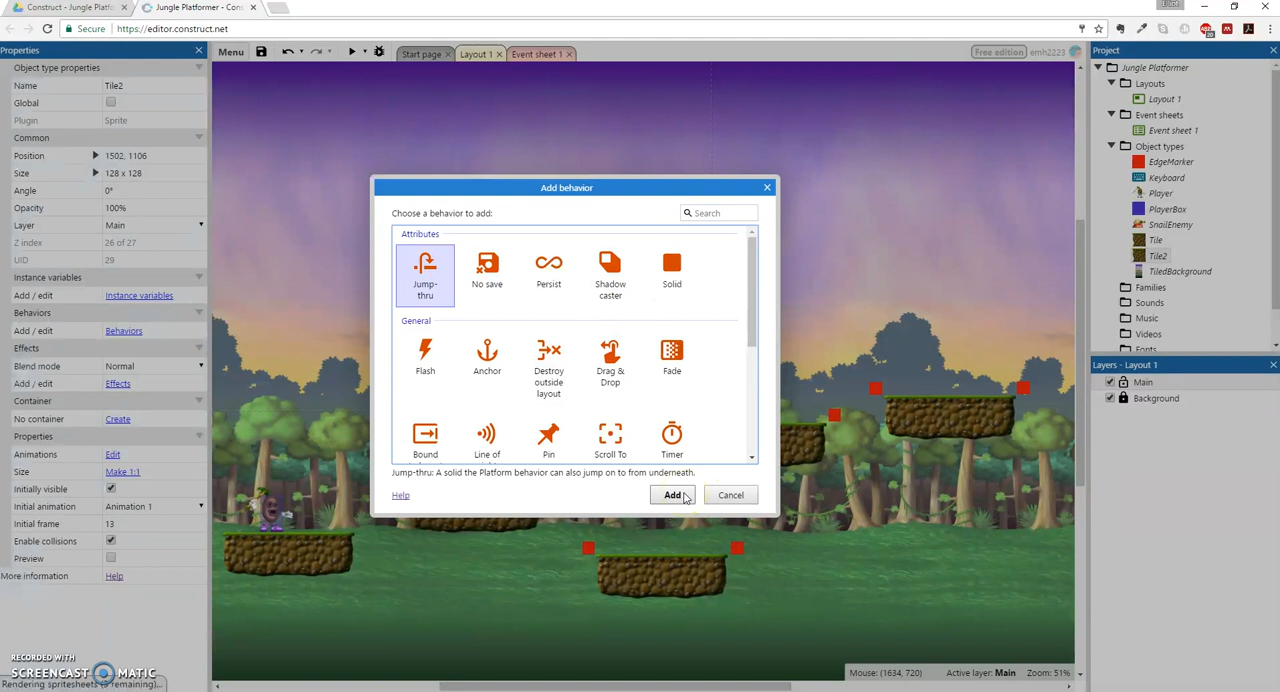 Construct - Jungle Platf
Jungle Platformer - Cons
Elliot
Secure
https://editor.construct.net
Properties
Menu
Start page
Layout 1
Event sheet 1
Free edition
emh2223
Project
Object type properties
Name Tile2
Global
Plugin Sprite
Common
Position 1502, 1106
Size 128 x 128
Angle 0°
Opacity 100%
Layer Main
Z index 26 of 27
UID 29
Instance variables
Add / edit Instance variables
Behaviors
Add / edit Behaviors
Effects
Blend mode Normal
Add / edit Effects
Container
No container Create
Properties
Animations Edit
Size Make 1:1
Initially visible
Initial animation Animation 1
Initial frame 13
Enable collisions
Preview
More information Help
RECORDED WITH
SCREENCAST MATIC
Add behavior
Choose a behavior to add:
Search
Attributes
Jump-
thru
No save
Persist
Shadow
caster
Solid
General
Flash
Anchor
Destroy
outside
layout
Drag &
Drop
Fade
Bound
Line of
Pin
Scroll To
Timer
Jump-thru: A solid the Platform behavior can also jump on to from underneath.
Help
Add
Cancel
Jungle Platformer
Layouts
Layout 1
Event sheets
Event sheet 1
Object types
EdgeMarker
Keyboard
Player
PlayerBox
SnailEnemy
Tile
Tile2
TiledBackground
Families
Sounds
Music
Videos
Fonts
Layers - Layout 1
Main
Background
Mouse: (1634, 720)
Active layer: Main
Zoom: 51%